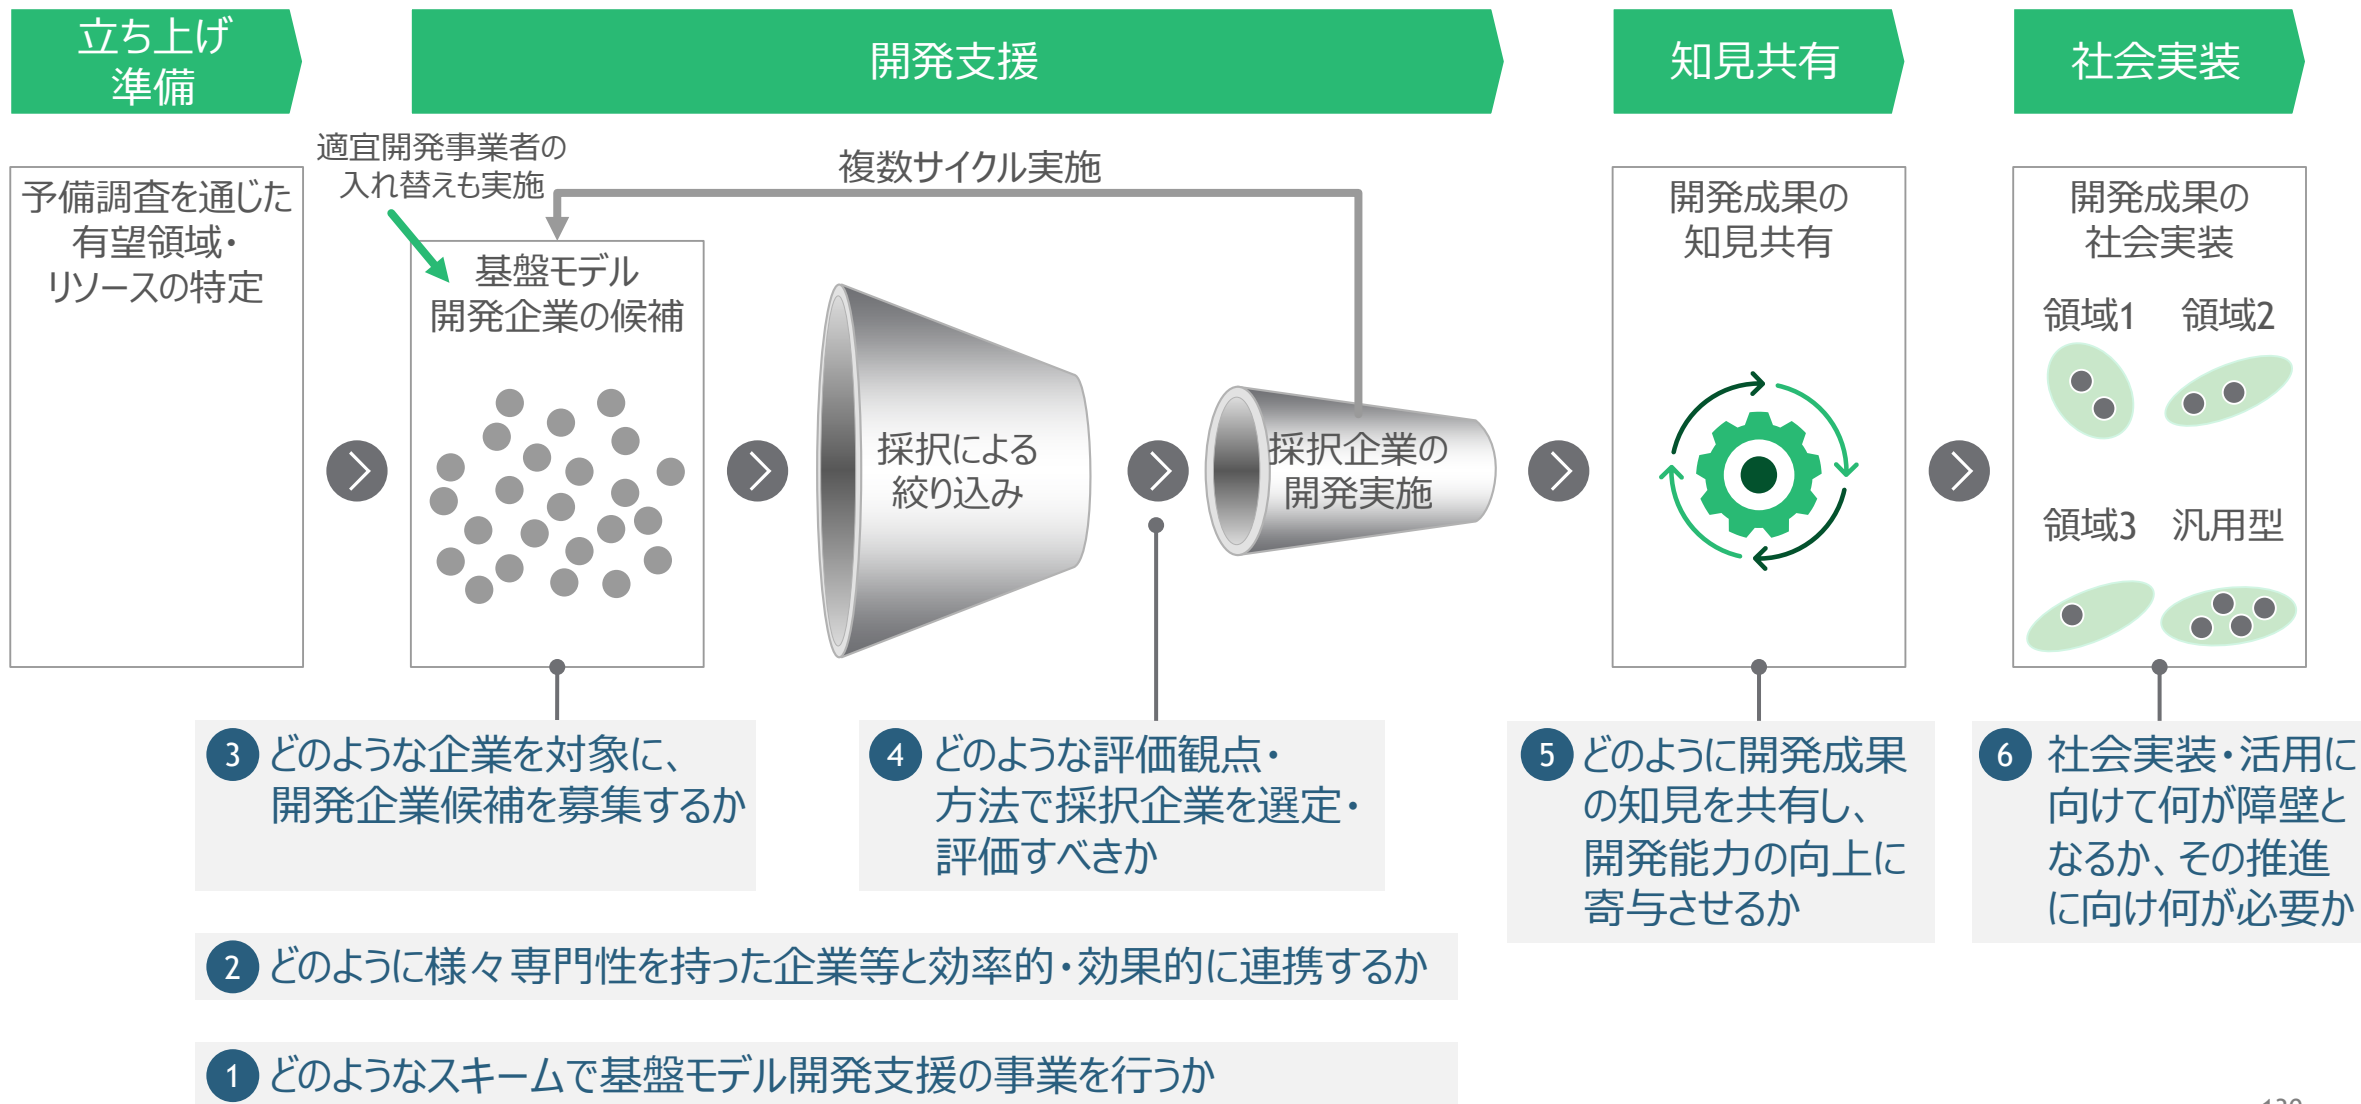 立ち上げ
準備
開発支援
知見共有
社会実装
適宜開発事業者の
入れ替えも実施
複数サイクル実施
予備調査を通じた
有望領域・
リソースの特定
基盤モデル
開発企業の候補
採択による
絞り込み
採択企業の
開発実施
開発成果の
知見共有
開発成果の
社会実装
領域1
領域2
領域3
汎用型
3 どのような企業を対象に、
開発企業候補を募集するか
4 どのような評価観点・
方法で採択企業を選定・
評価すべきか
5 どのように開発成果
の知見を共有し、
開発能力の向上に
寄与させるか
6 社会実装・活用に
向けて何が障壁と
なるか、その推進
に向け何が必要か
2 どのように様々専門性を持った企業等と効率的・効果的に連携するか
1 どのようなスキームで基盤モデル開発支援の事業を行うか